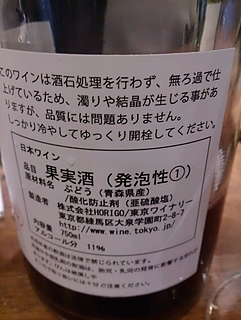 このワインは酒石処理を行わず、無ろ過で仕
上げているため、濁りや結晶が生じる事があ
りますが、品質には問題ありません。
しっかり冷やしてゆっくり開栓してください。
日本ワイン
品目 果実酒（発泡性①）
原材料名 ぶどう（青森県産）
/酸化防止剤（亜硫酸塩）
製造者 株式会社HORIGO/東京ワイナリー
東京都練馬区大泉学園町2-8-7
http://www.wine.tokyo.jp/
内容量 750ml
アルコール分 11%